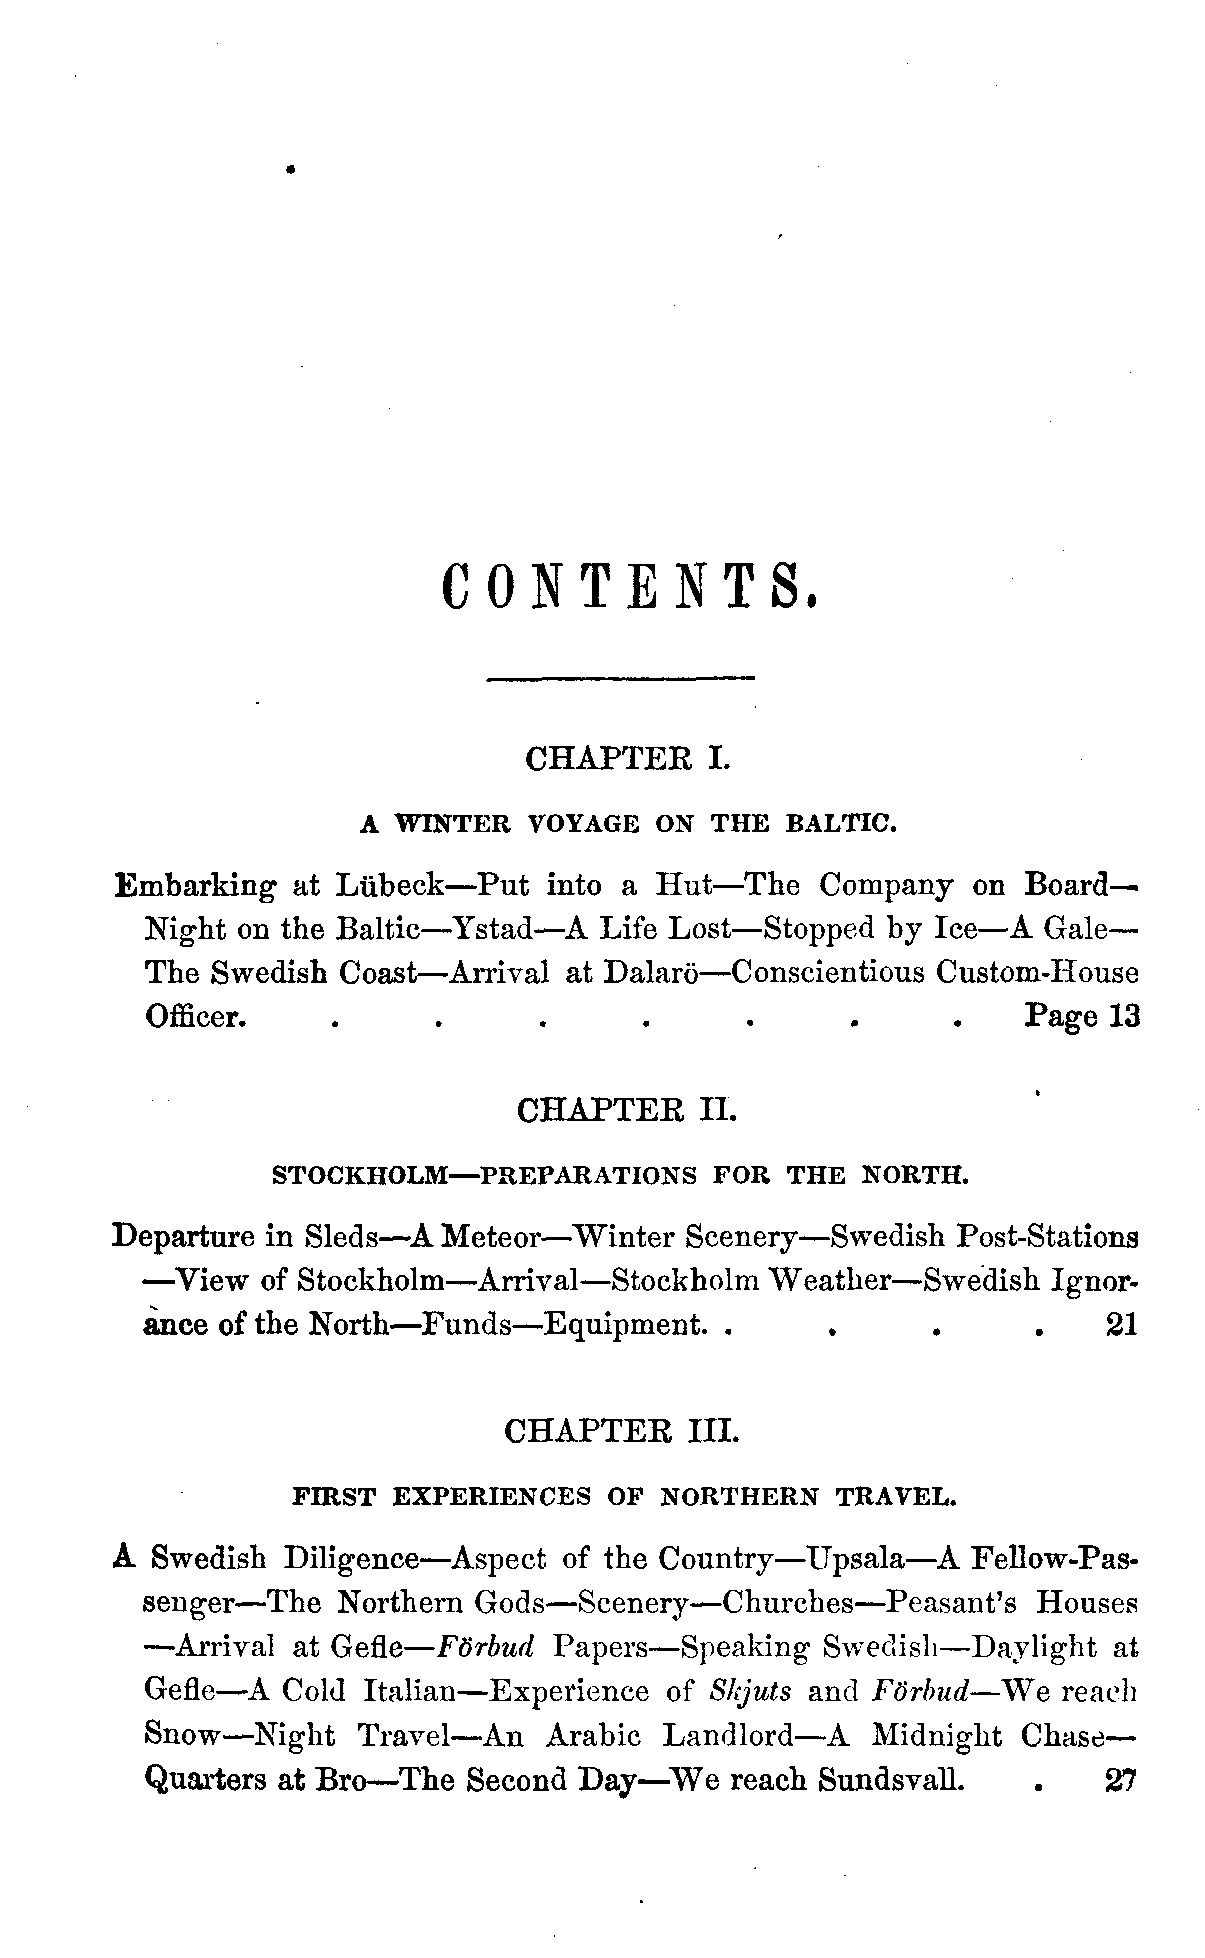 CONTENTS.
CHAPTER I.
A WINTER VOYAGE ON THE BALTIC.
Embarking at Lübeck—Put into a Hut—The Company on Board—
Night on the Baltic—Ystad—A Life Lost—Stopped by Ice—A Gale—
The Swedish Coast—Arrival at Dalarö—Conscientious Custom-House
Officer. . . . . . . . Page 13
CHAPTER II.
STOCKHOLM—PREPARATIONS FOR THE NORTH.
Departure in Sleds—A Meteor—Winter Scenery—Swedish Post-Stations
—View of Stockholm—Arrival—Stockholm Weather—Swedish Ignor-
ance of the North—Funds—Equipment. . . . . 21
CHAPTER III.
FIRST EXPERIENCES OF NORTHERN TRAVEL.
A Swedish Diligence—Aspect of the Country—Upsala—A Fellow-Pas-
senger—The Northern Gods—Scenery—Churches—Peasant's Houses
—Arrival at Gefle—Förbud Papers—Speaking Swedish—Daylight at
Gefle—A Cold Italian—Experience of Skjuts and Förbud—We reach
Snow—Night Travel—An Arabic Landlord—A Midnight Chase—
Quarters at Bro—The Second Day—We reach Sundsvall. . 27